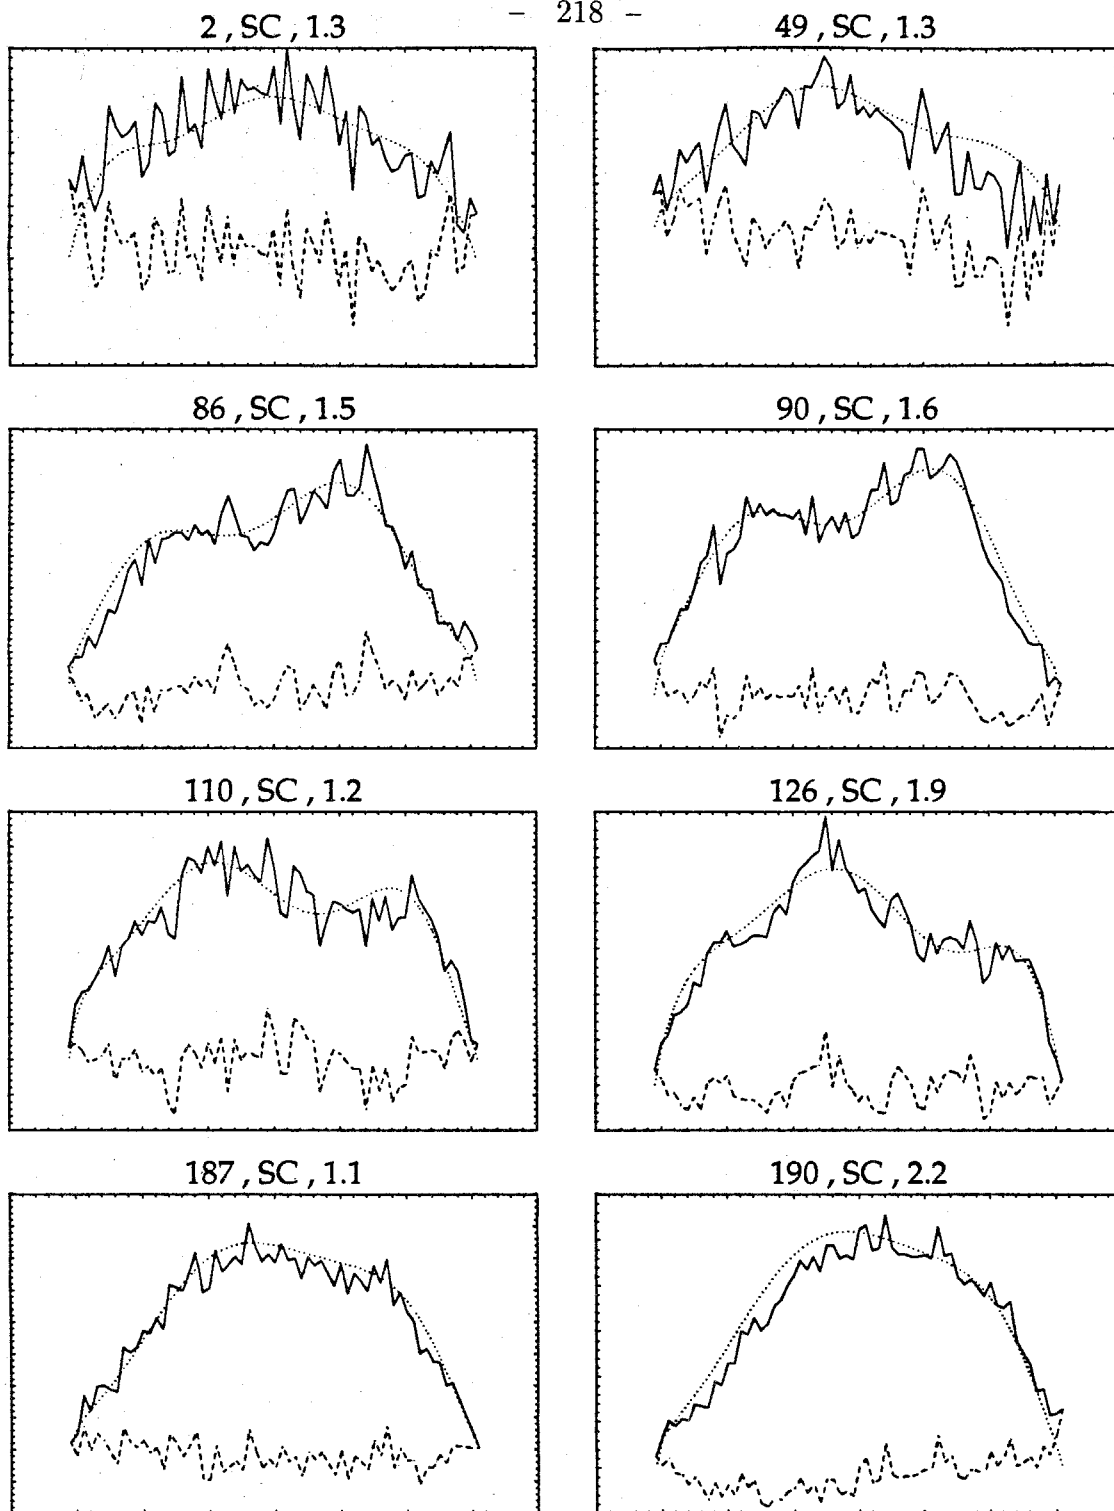 – 218 –
2 , SC , 1.3
49 , SC , 1.3
86 , SC , 1.5
90 , SC , 1.6
110 , SC , 1.2
126 , SC , 1.9
187 , SC , 1.1
190 , SC , 2.2